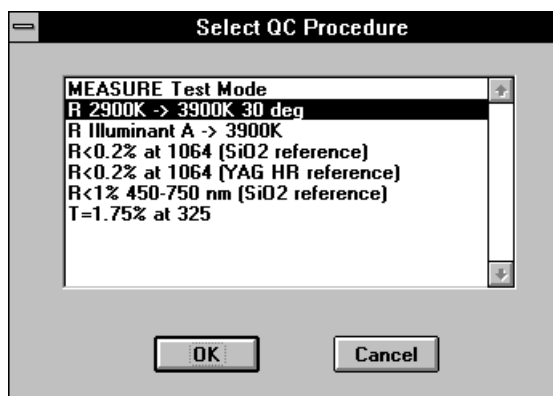 Select QC Procedure
MEASURE Test Mode
R 2900K -> 3900K 30 deg
R Illuminant A -> 3900K
R<0.2% at 1064 (SiO2 reference)
R<0.2% at 1064 (YAG HR reference)
R<1% 450-750 nm (SiO2 reference)
T=1.75% at 325
OK
Cancel